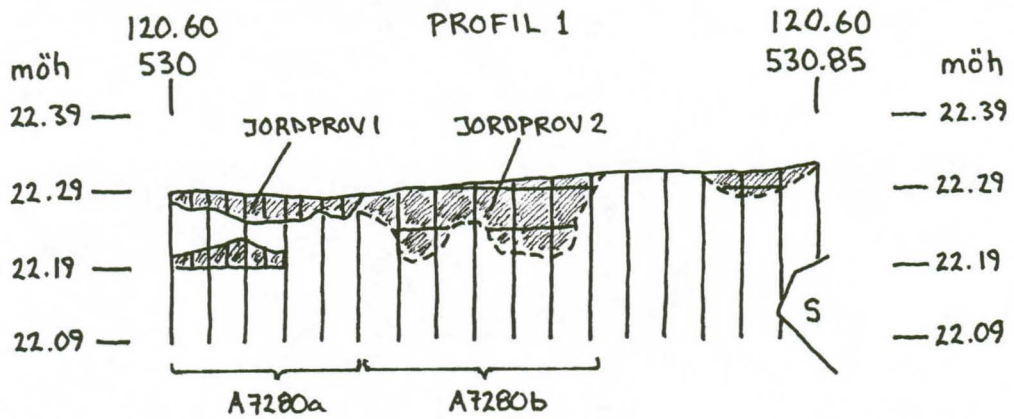 120.60 PROFIL 1 120.60
möh 530 530.85 möh
22.39 22.39
JORDPROV 1 JORDPROV 2
22.29 22.29
22.19 22.19
S
22.09 22.09
A7280a A7280b